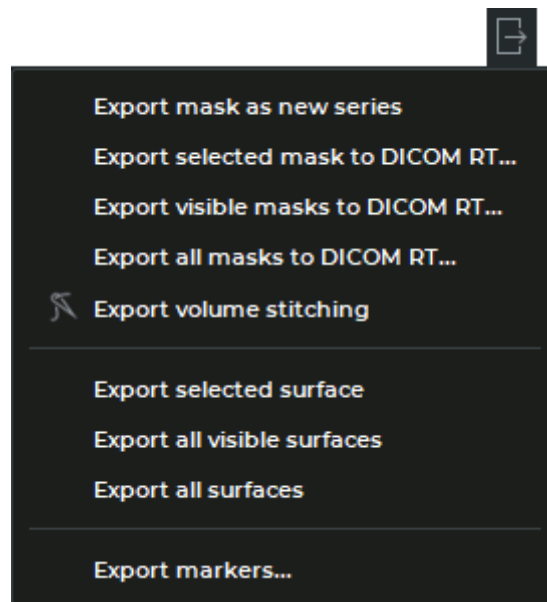 Export mask as new series
Export selected mask to DICOM RT...
Export visible masks to DICOM RT...
Export all masks to DICOM RT...
Export volume stitching
Export selected surface
Export all visible surfaces
Export all surfaces
Export markers...